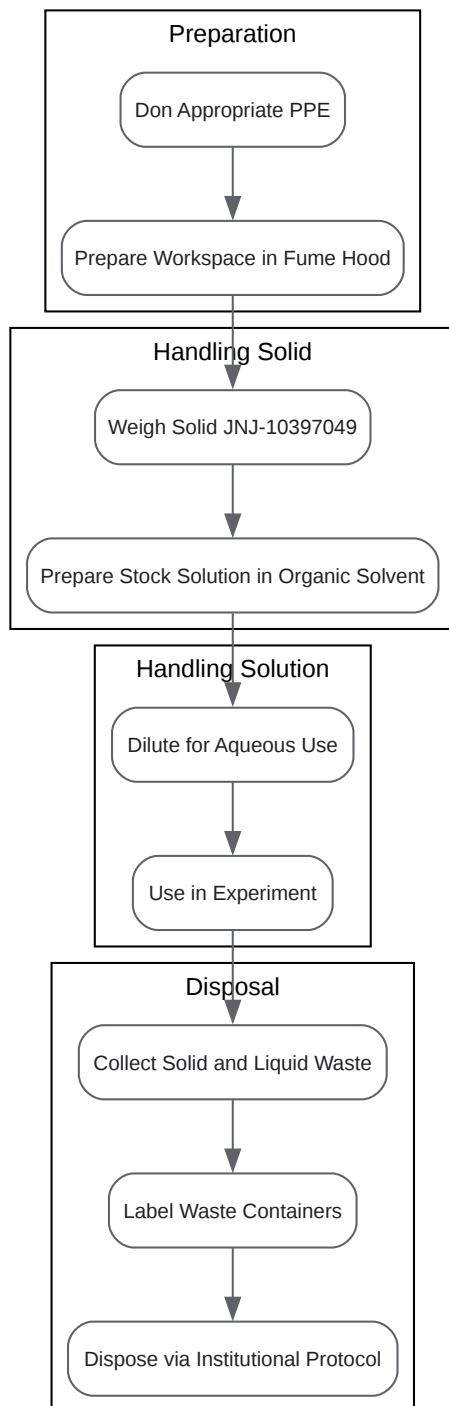 Preparation
Don Appropriate PPE
Prepare Workspace in Fume Hood
Handling Solid
Weigh Solid JNJ-10397049
Prepare Stock Solution in Organic Solvent
Handling Solution
Dilute for Aqueous Use
Use in Experiment
Disposal
Collect Solid and Liquid Waste
Label Waste Containers
Dispose via Institutional Protocol